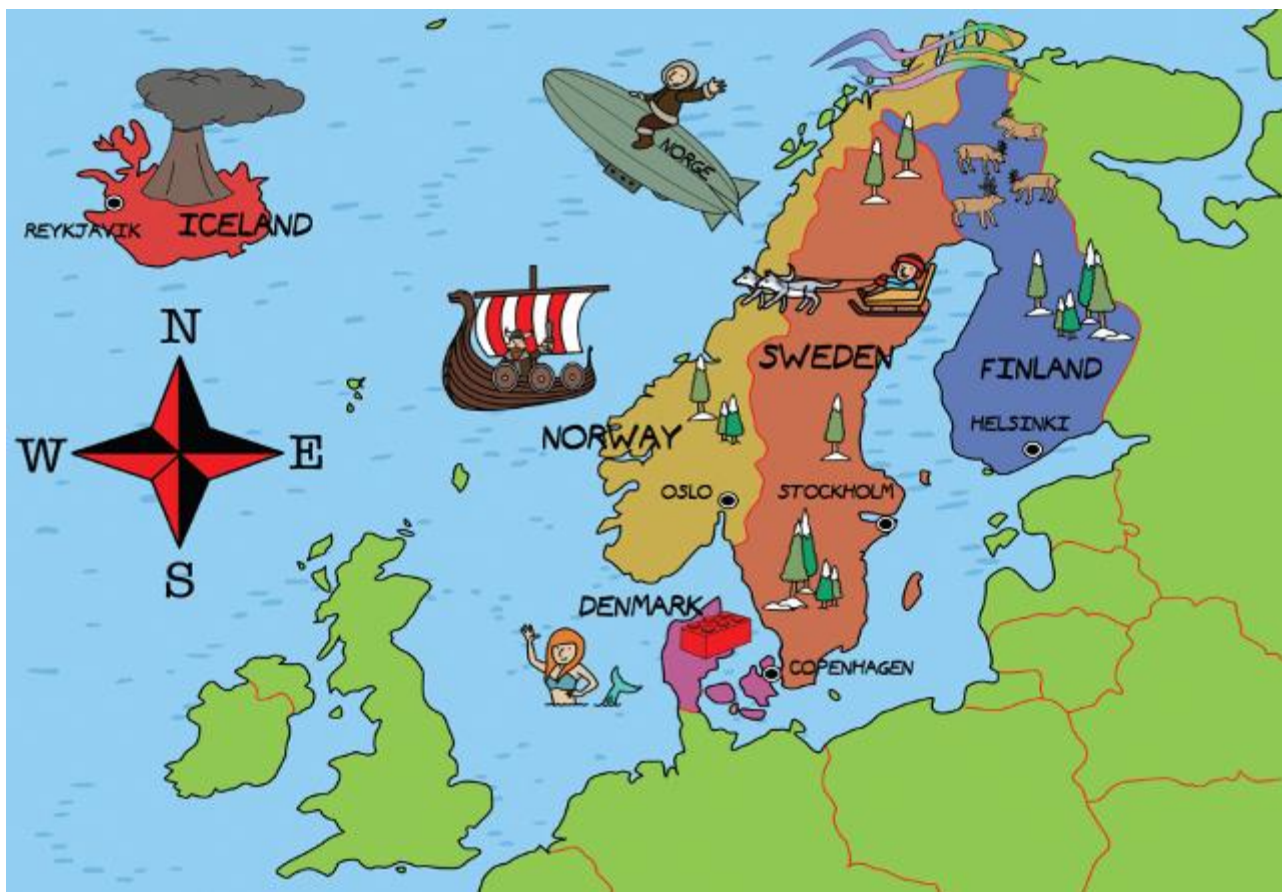 NORGE
REYKJAVIK
ICELAND
N
W
E
S
SWEDEN
FINLAND
HELSINKI
NORWAY
OSLO
STOCKHOLM
DENMARK
COPENHAGEN